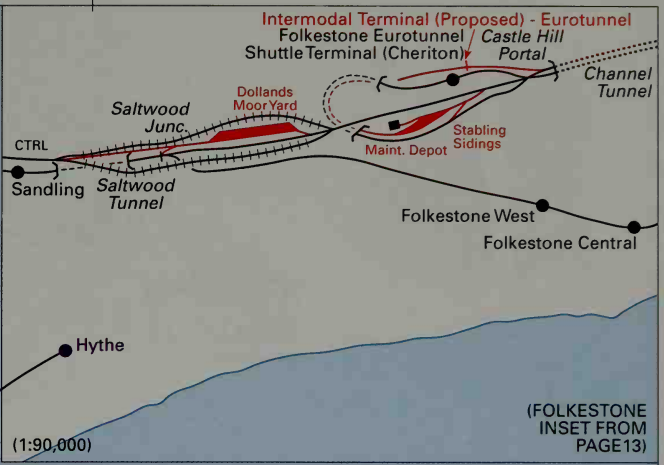 Intermodal Terminal (Proposed) - Eurotunnel
Folkestone Eurotunnel
Shuttle Terminal (Cheriton)
Castle Hill
Portal
Channel
Tunnel
Dollands
Moor Yard
Saltwood
Junc.
Stabling
Sidings
Maint. Depot
CTRL
Sandling
Saltwood
Tunnel
Folkestone West
Folkestone Central
Hythe
(1:90,000)
(FOLKESTONE
INSET FROM
PAGE13)